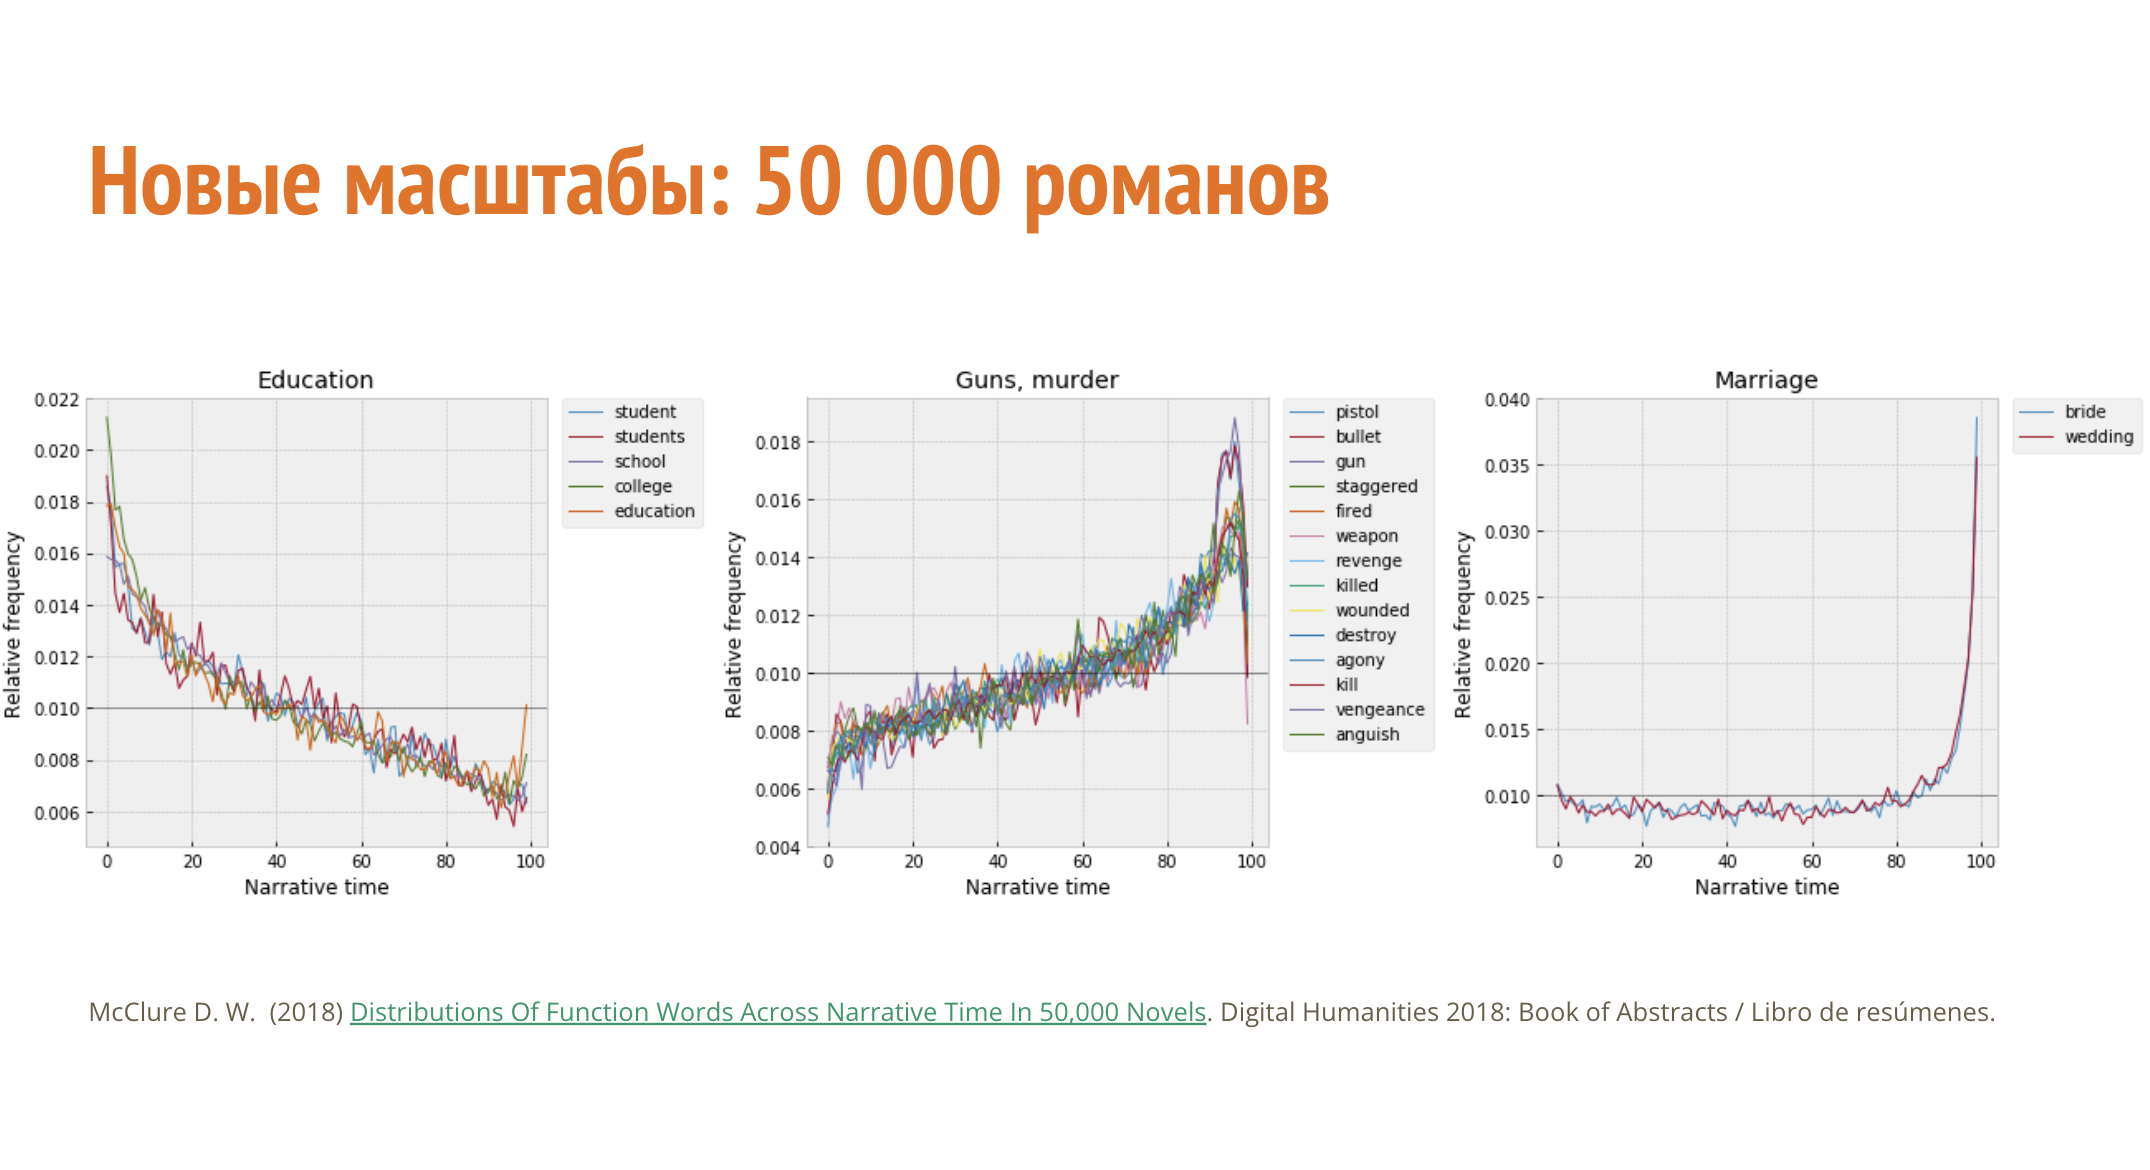 Новые масштабы: 50 000 романов
Education
Relative frequency
0.022
0.020
0.018
0.016
0.014
0.012
0.010
0.008
0.006
0 20 40 60 80 100
Narrative time
student
students
school
college
education
Guns, murder
Relative frequency
0.018
0.016
0.014
0.012
0.010
0.008
0.006
0.004
0 20 40 60 80 100
Narrative time
pistol
bullet
gun
staggered
fired
weapon
revenge
killed
wounded
destroy
agony
kill
vengeance
anguish
Marriage
Relative frequency
0.040
0.035
0.030
0.025
0.020
0.015
0.010
0 20 40 60 80 100
Narrative time
bride
wedding
McClure D. W. (2018) Distributions Of Function Words Across Narrative Time In 50,000 Novels. Digital Humanities 2018: Book of Abstracts / Libro de resúmenes.